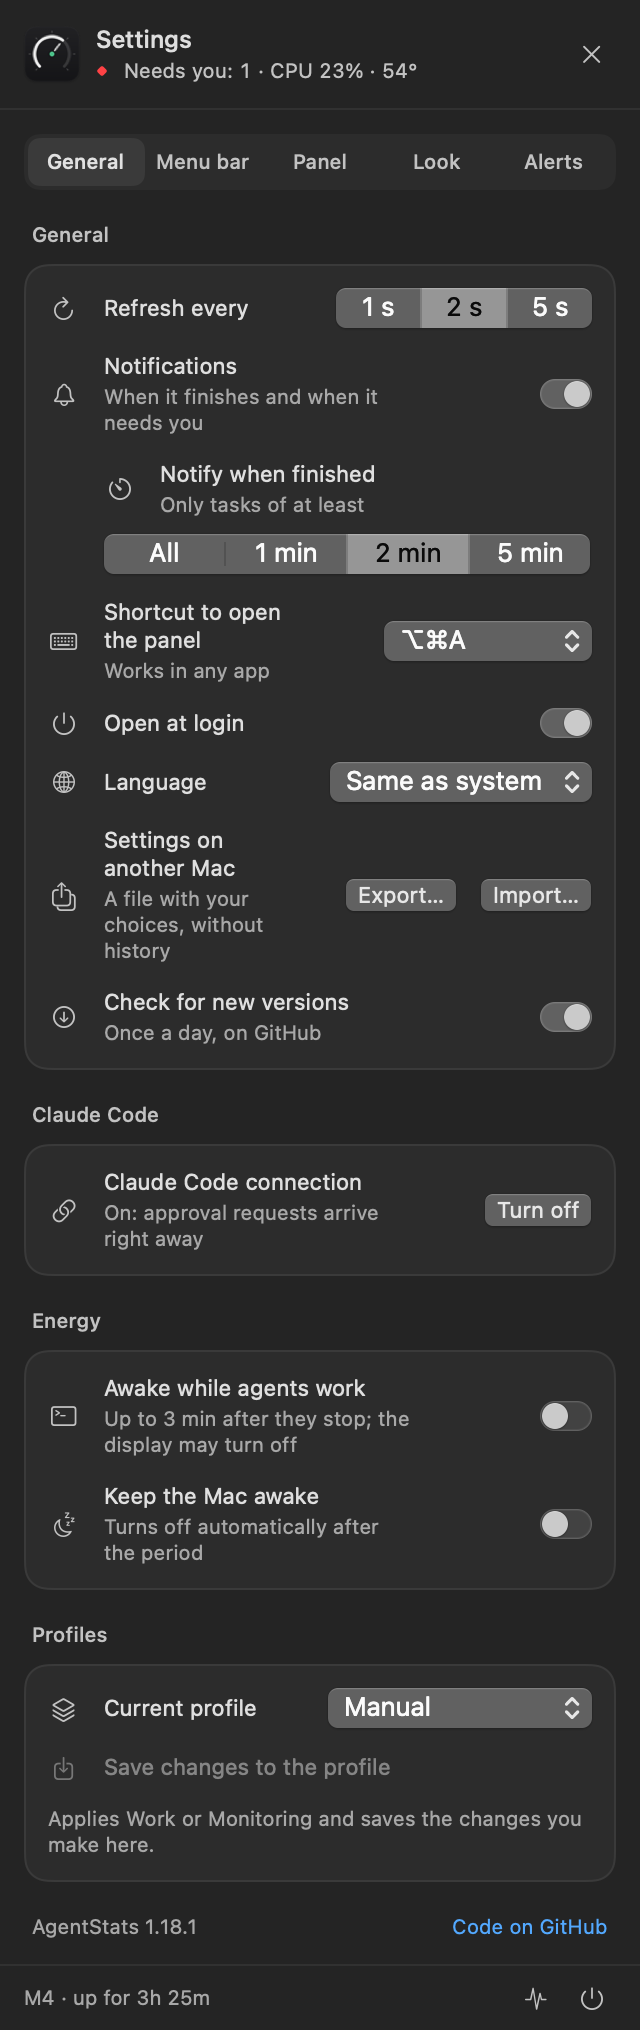 Settings
Needs you: 1 · CPU 23% · 54°
General
Menu bar
Panel
Look
Alerts
General
Refresh every
1 s
2 s
5 s
Notifications
When it finishes and when it
needs you
Notify when finished
Only tasks of at least
All
1 min
2 min
5 min
Shortcut to open
the panel
Works in any app
⌥⌘A
Open at login
Language
Same as system
Settings on
another Mac
A file with your
choices, without
history
Export...
Import...
Check for new versions
Once a day, on GitHub
Claude Code
Claude Code connection
On: approval requests arrive
right away
Turn off
Energy
Awake while agents work
Up to 3 min after they stop; the
display may turn off
Keep the Mac awake
Turns off automatically after
the period
Profiles
Current profile
Manual
Save changes to the profile
Applies Work or Monitoring and saves the changes you
make here.
AgentStats 1.18.1
Code on GitHub
M4 · up for 3h 25m